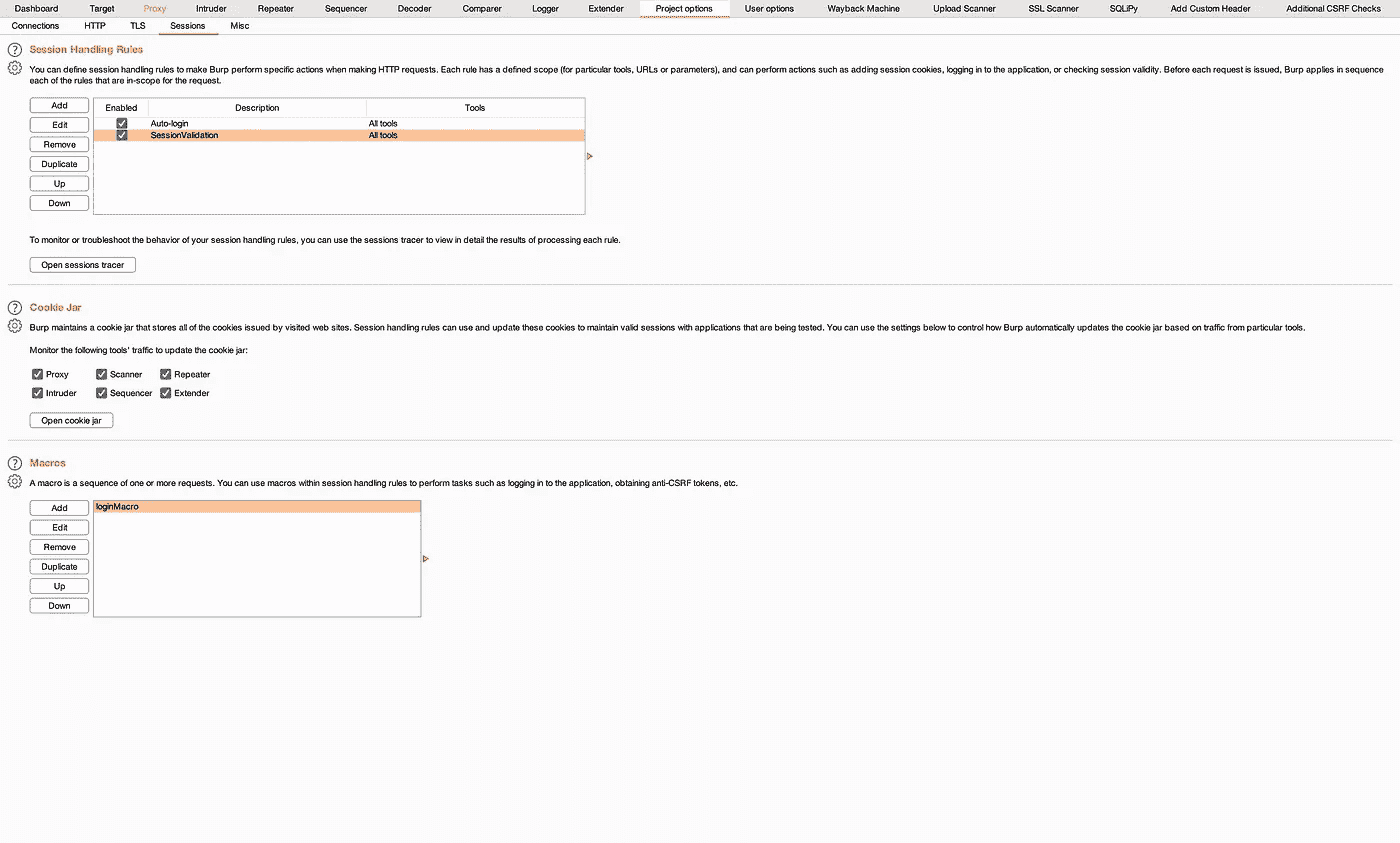 Dashboard Target Proxy Intruder Repeater Sequencer Decoder Comparer Logger Extender Project options User options Wayback Machine Upload Scanner SSL Scanner SQLiPy Add Custom Header Additional CSRF Checks
Connections HTTP TLS Sessions Misc
? Session Handling Rules
You can define session handling rules to make Burp perform specific actions when making HTTP requests. Each rule has a defined scope (for particular tools, URLs or parameters), and can perform actions such as adding session cookies, logging in to the application, or checking session validity. Before each request is issued, Burp applies in sequence
each of the rules that are in-scope for the request.
Add Enabled Description Tools
Auto-login All tools
Edit
SessionValidation All tools
Remove
Duplicate
Up
Down
To monitor or troubleshoot the behavior of your session handling rules, you can use the sessions tracer to view in detail the results of processing each rule.
Open sessions tracer
? Cookie Jar
Burp maintains a cookie jar that stores all of the cookies issued by visited web sites. Session handling rules can use and update these cookies to maintain valid sessions with applications that are being tested. You can use the settings below to control how Burp automatically updates the cookie jar based on traffic from particular tools.
Monitor the following tools' traffic to update the cookie jar:
Proxy Scanner Repeater
Intruder Sequencer Extender
Open cookie jar
? Macros
A macro is a sequence of one or more requests. You can use macros within session handling rules to perform tasks such as logging in to the application, obtaining anti-CSRF tokens, etc.
Add loginMacro
Edit
Remove
Duplicate
Up
Down